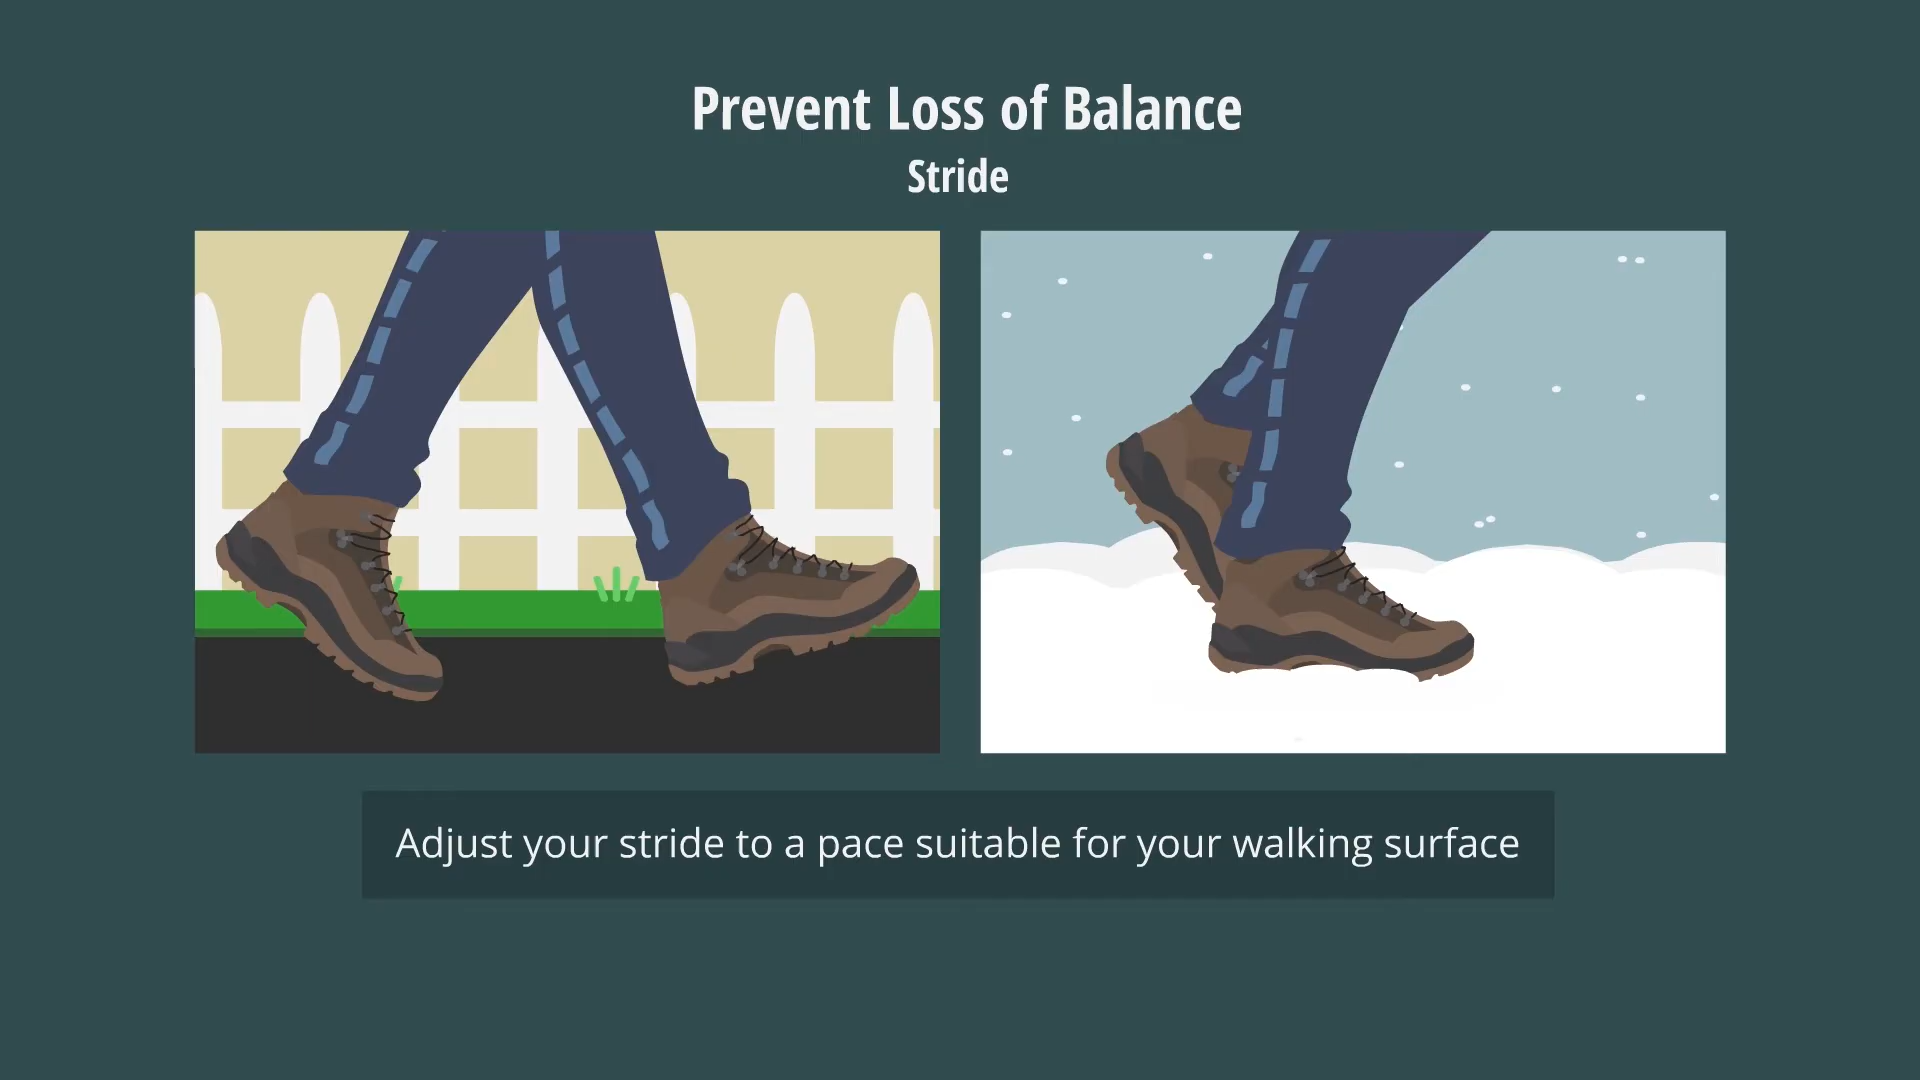 Prevent Loss of Balance
Stride
Adjust your stride to a pace suitable for your walking surface